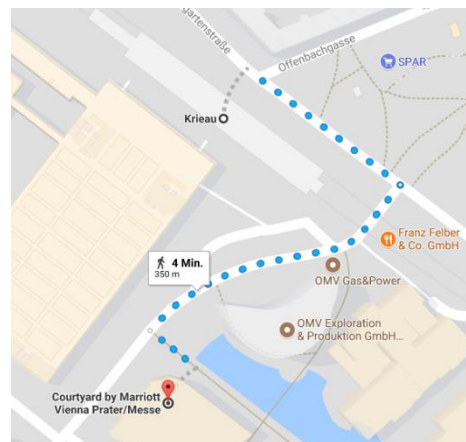 gartenstraße
Offenbachgasse
SPAR
Krieau
Franz Felber
& Co. GmbH
4 Min.
350 m
OMV Gas&Power
OMV Exploration
& Produktion GmbH...
Courtyard by Marriott
Vienna Prater/Messe